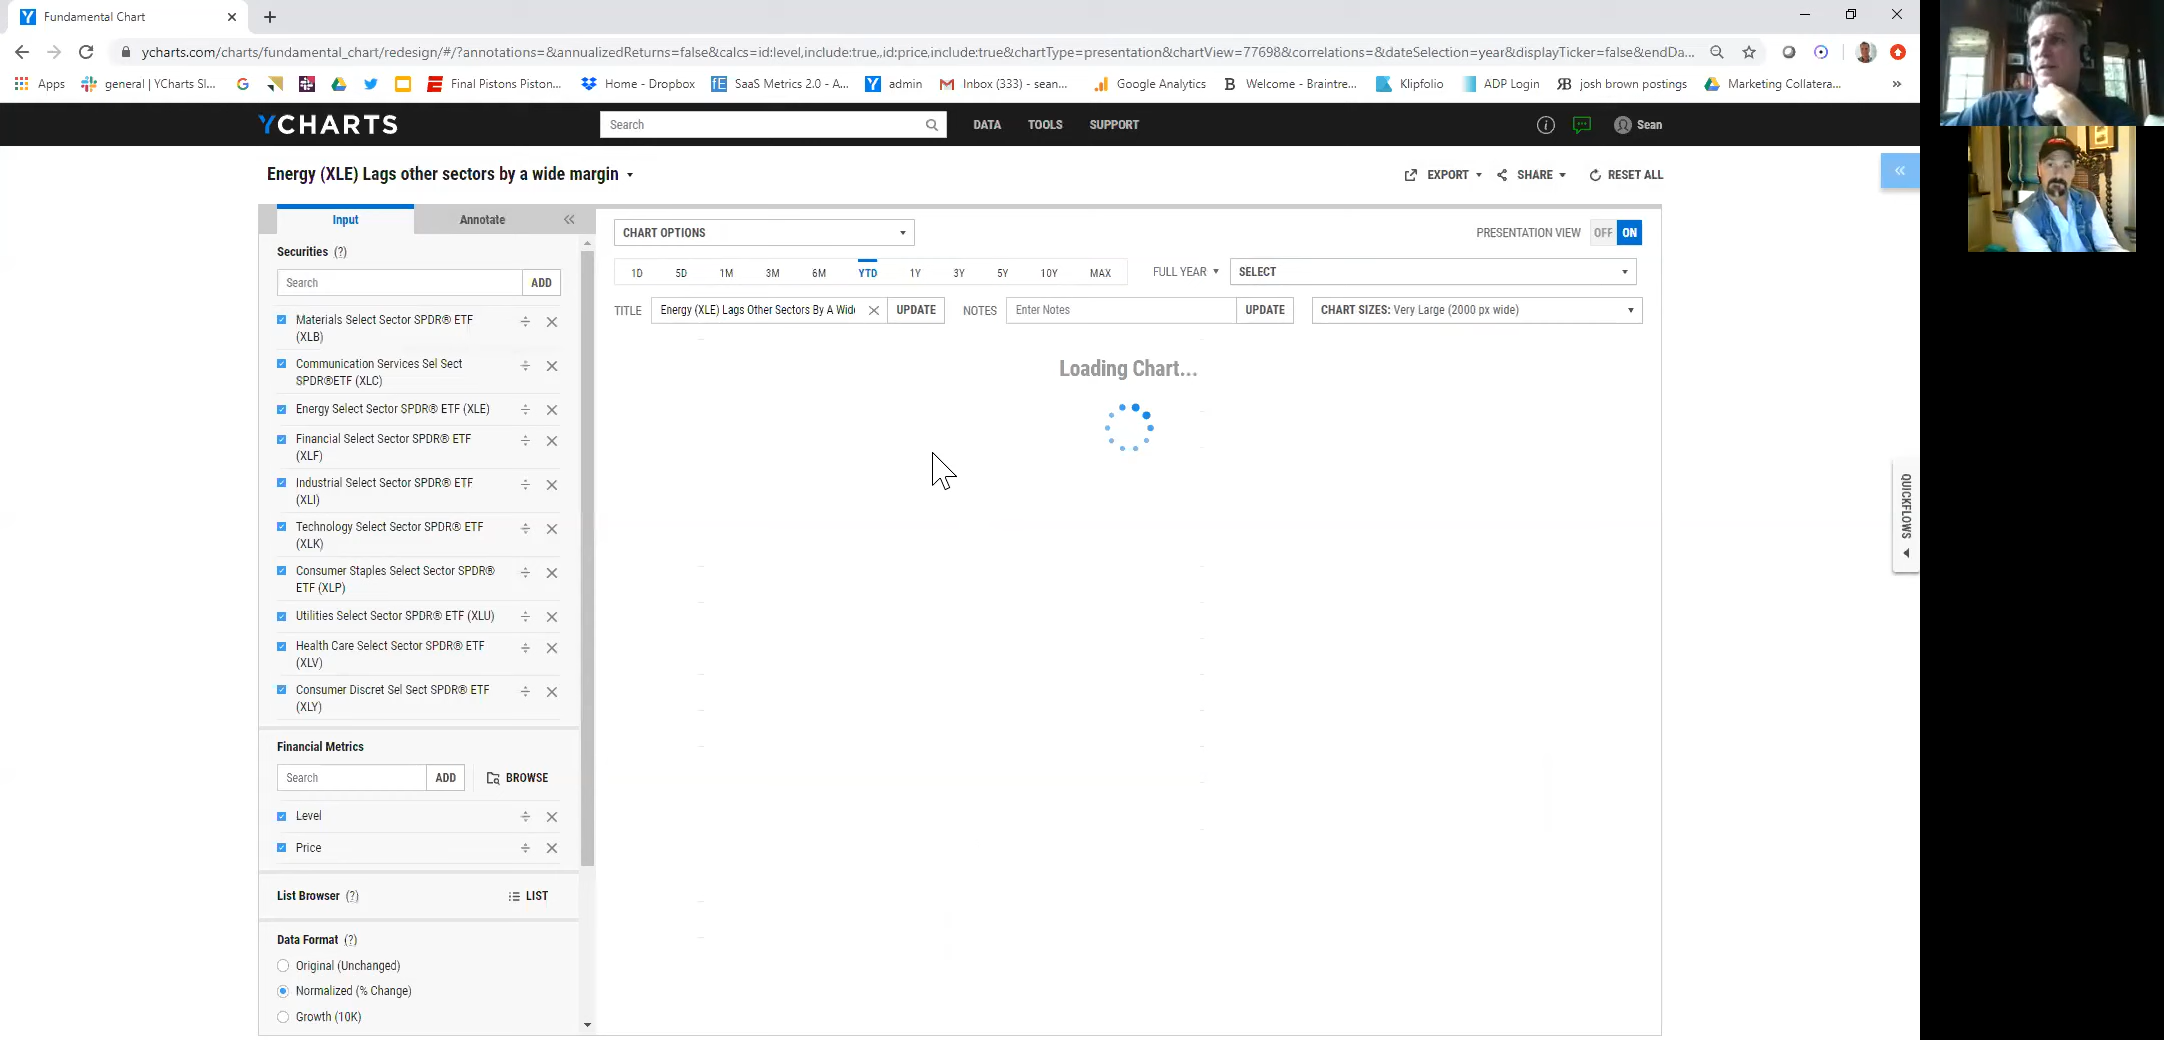 Fundamental Chart
ycharts.com/charts/fundamental_chart/redesign/#/?annotations=&annualizedReturns=false&calcs=id:level,include:true,,id:price,include:true&chartType=presentation&chartView=77698&correlations=&dateSelection=year&displayTicker=false&endDa...
Apps
general | YCharts Sl...
Final Pistons Piston...
Home - Dropbox
SaaS Metrics 2.0 - A...
admin
Inbox (333) - sean...
Google Analytics
Welcome - Braintre...
Klipfolio
ADP Login
josh brown postings
Marketing Collatera...
YCHARTS
Search
DATA
TOOLS
SUPPORT
Sean
Energy (XLE) Lags other sectors by a wide margin
EXPORT
SHARE
RESET ALL
Input
Annotate
Securities (?)
Search
ADD
Materials Select Sector SPDR® ETF
(XLB)
Communication Services Sel Sect
SPDR®ETF (XLC)
Energy Select Sector SPDR® ETF (XLE)
Financial Select Sector SPDR® ETF
(XLF)
Industrial Select Sector SPDR® ETF
(XLI)
Technology Select Sector SPDR® ETF
(XLK)
Consumer Staples Select Sector SPDR®
ETF (XLP)
Utilities Select Sector SPDR® ETF (XLU)
Health Care Select Sector SPDR® ETF
(XLV)
Consumer Discret Sel Sect SPDR® ETF
(XLY)
Financial Metrics
Search
ADD
BROWSE
Level
Price
List Browser (?)
LIST
Data Format (?)
Original (Unchanged)
Normalized (% Change)
Growth (10K)
CHART OPTIONS
PRESENTATION VIEW
OFF
ON
1D
5D
1M
3M
6M
YTD
1Y
3Y
5Y
10Y
MAX
FULL YEAR
SELECT
TITLE
Energy (XLE) Lags Other Sectors By A Wid
UPDATE
NOTES
Enter Notes
UPDATE
CHART SIZES: Very Large (2000 px wide)
Loading Chart...
QUICKFLOWS